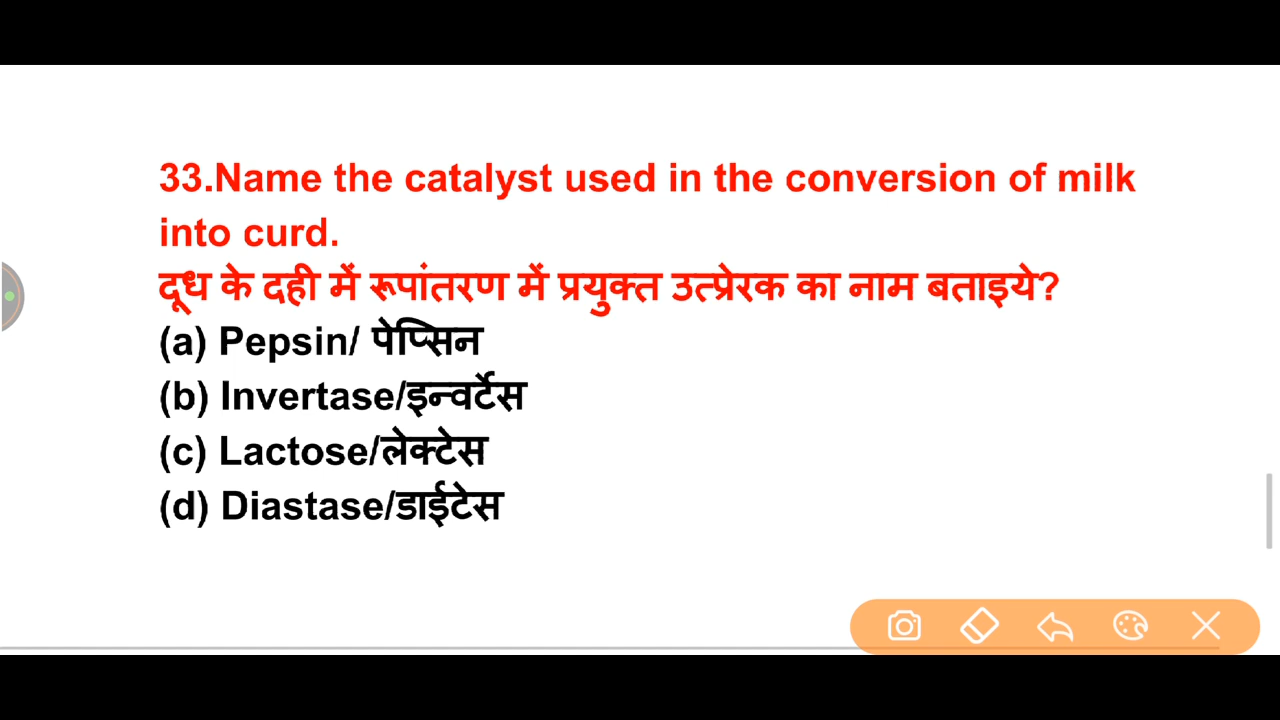 33.Name the catalyst used in the conversion of milk
into curd.
दूध के दही में रूपांतरण में प्रयुक्त उत्प्रेरक का नाम बताइये?
(a) Pepsin/ पेप्सिन
(b) Invertase/इन्वर्टेस
(c) Lactose/लेक्टेस
(d) Diastase/डाईटेस